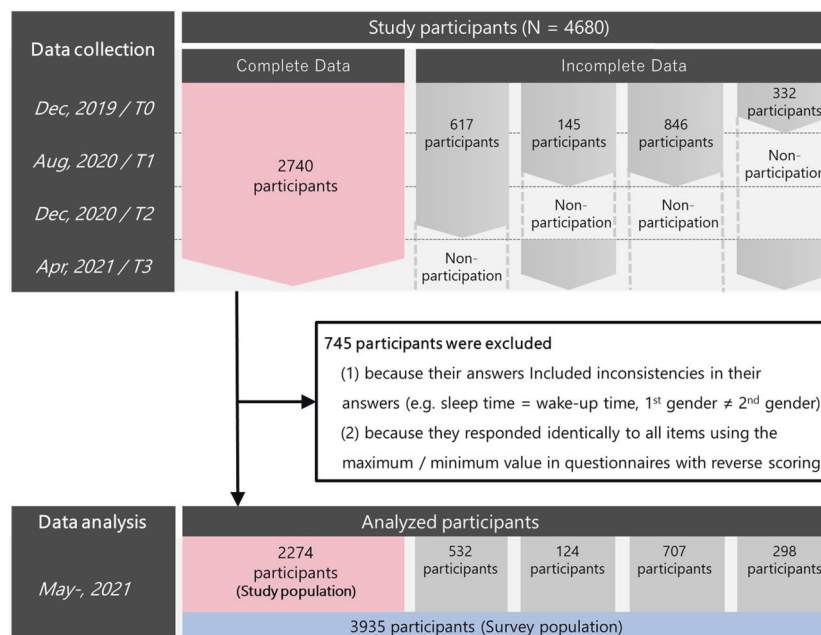 Data collection
Study participants (N = 4680)
Complete Data
Incomplete Data
Dec, 2019 / T0
Aug, 2020 / T1
Dec, 2020 / T2
Apr, 2021 / T3
2740
participants
617
participants
Non-
participation
145
participants
Non-
participation
846
participants
Non-
participation
332
participants
Non-
participation
745 participants were excluded
(1) because their answers Included inconsistencies in their
answers (e.g. sleep time = wake-up time, 1st gender ≠ 2nd gender)
(2) because they responded identically to all items using the
maximum / minimum value in questionnaires with reverse scoring
Data analysis
Analyzed participants
May-, 2021
2274
participants
(Study population)
532
participants
124
participants
707
participants
298
participants
3935 participants (Survey population)